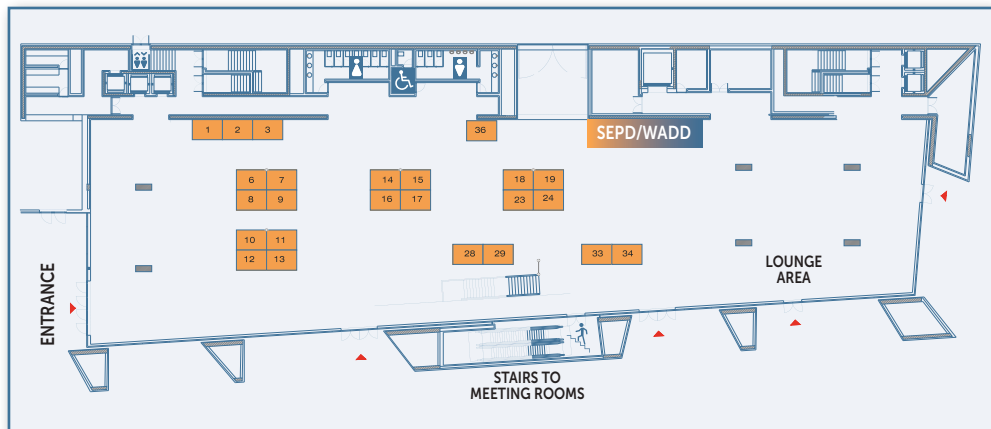 1 2 3
36
SEPD/WADD
6 7
8 9
14 15
16 17
18 19
23 24
10 11
12 13
28 29
33 34
ENTRANCE
LOUNGE
AREA
STAIRS TO
MEETING ROOMS